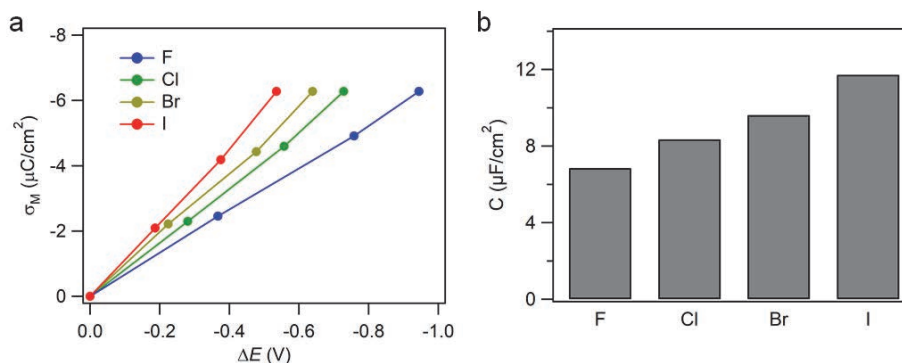 a
-8
-6
-4
-2
0
σM (μC/cm²)
F
Cl
Br
I
0.0 -0.2 -0.4 -0.6 -0.8 -1.0
ΔE (V)
b
12
8
4
0
C (μF/cm²)
F Cl Br I